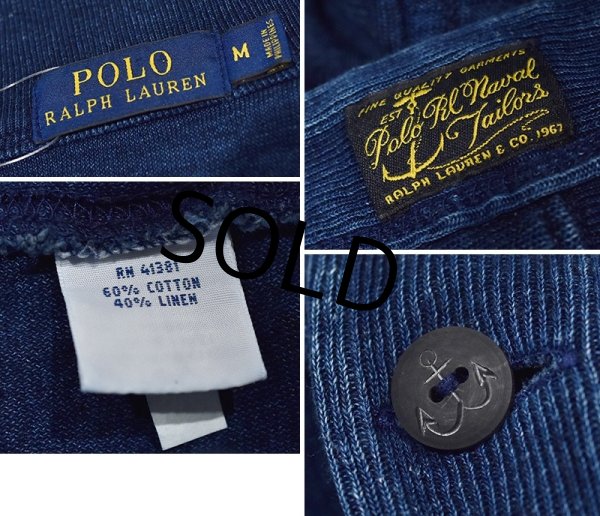 POLO
RALPH LAUREN
M
MADE IN
PHILIPPINES
FINE QUALITY GARMENTS
EST
Polo Rl Naval
Tailors
RALPH LAUREN & CO. 1967
SOLD
RN 41381
60% COTTON
40% LINEN